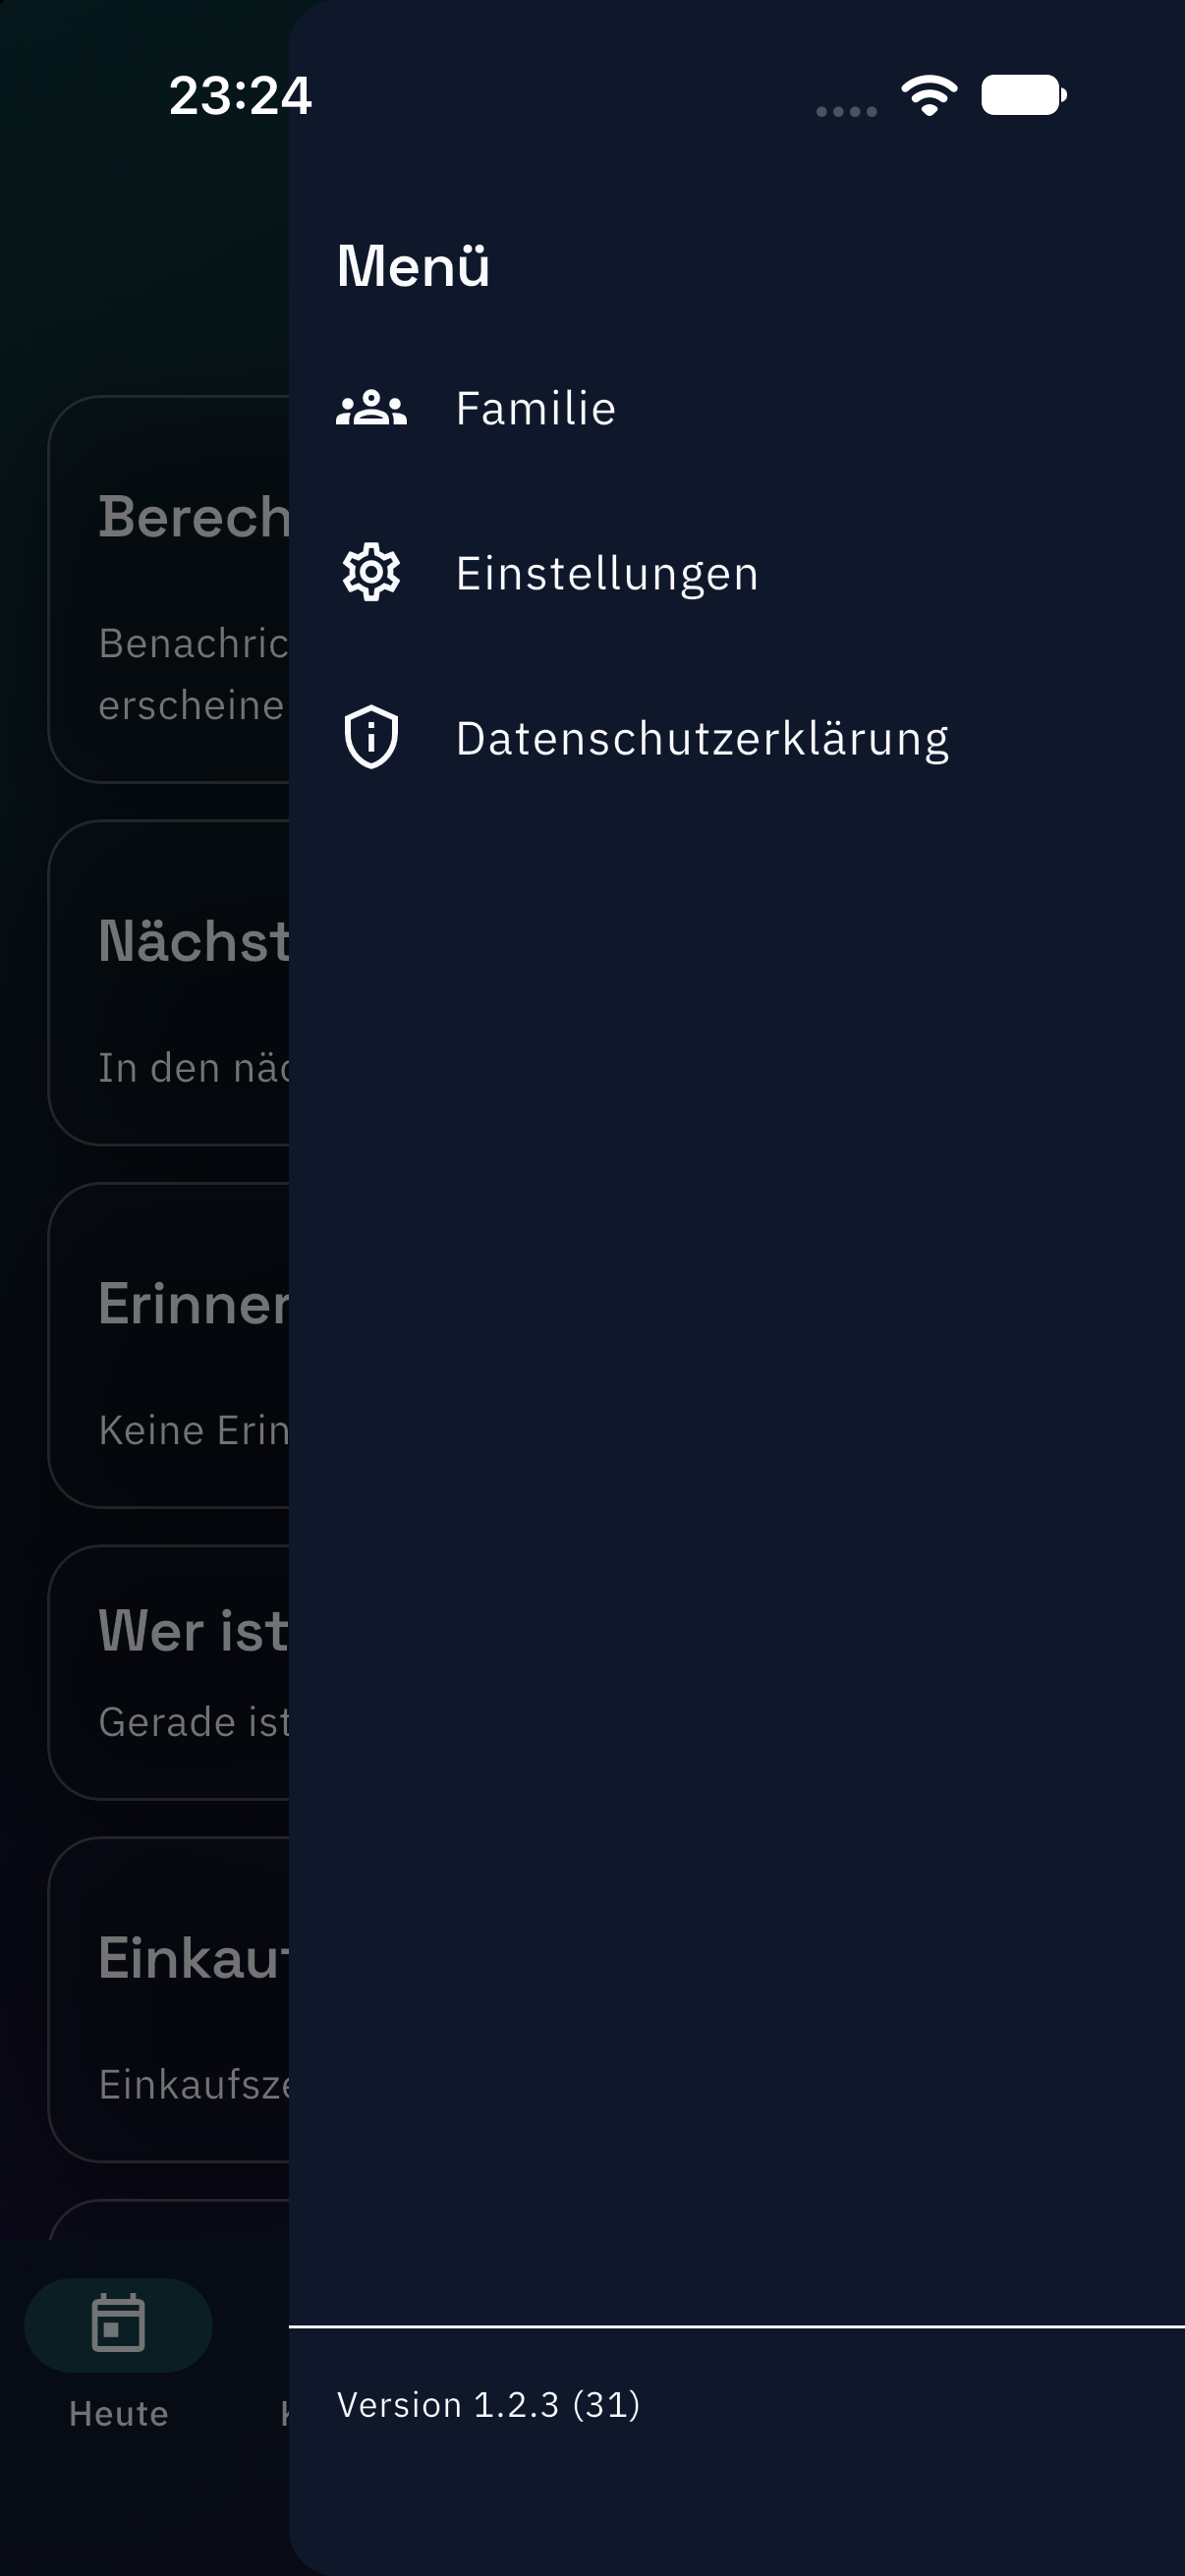 23:24
Menü
Familie
Einstellungen
Datenschutzerklärung
Berech
Benachric
erscheine
Nächst
In den näc
Erinner
Keine Erin
Wer ist
Gerade ist
Einkauf
Einkaufsze
Heute
Version 1.2.3 (31)